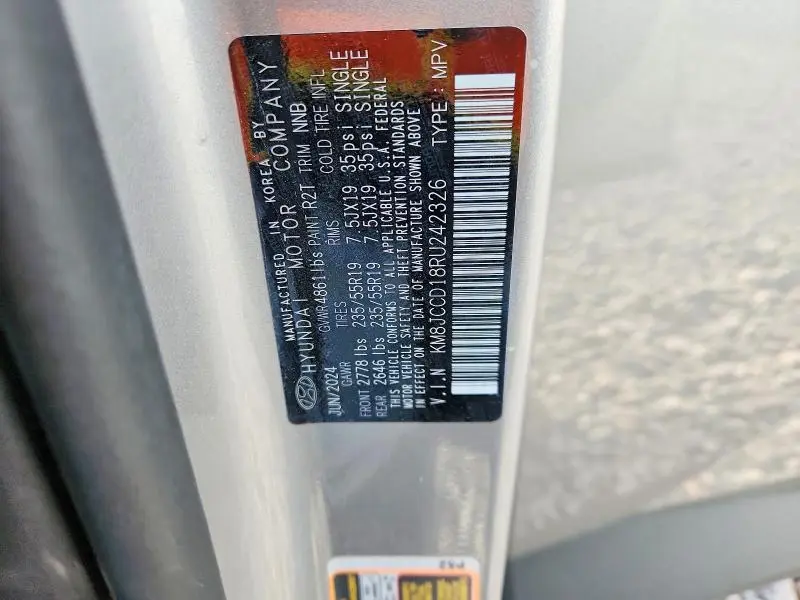 MANUFACTURED IN KOREA BY
HYUNDAI MOTOR COMPANY
JUN/2024 GVWR 4861lbs PAINT R2T TRIM NNB
GAWR TIRES RIMS COLD TIRE INFL
FRONT 2778 lbs 235/55R19 7.5JX19 35psi SINGLE
REAR 2646 lbs 235/55R19 7.5JX19 35psi SINGLE
THIS VEHICLE CONFORMS TO ALL APPLICABLE U.S.A. FEDERAL
MOTOR VEHICLE SAFETY AND THEFT PREVENTION STANDARDS
IN EFFECT ON THE DATE OF MANUFACTURE SHOWN ABOVE
V.I.N KM8JCCD18RU242326 TYPE: MPV